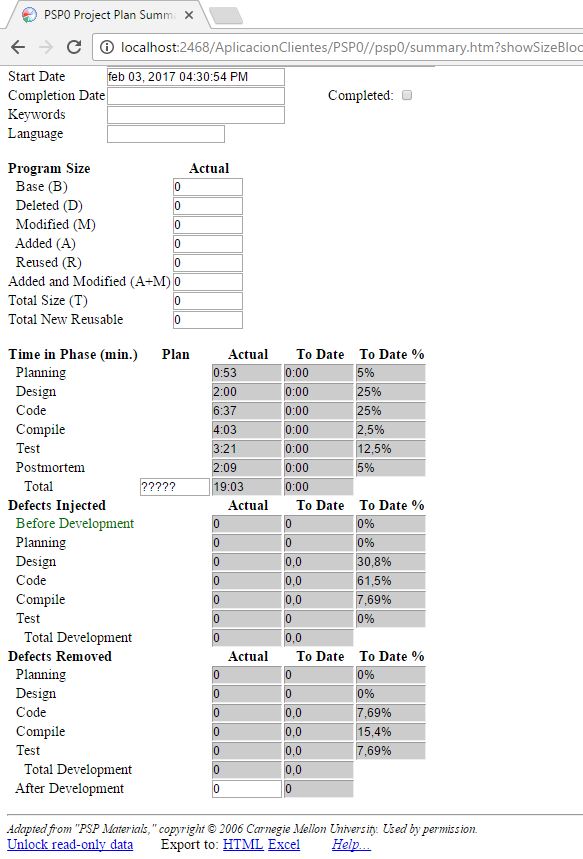 PSP0 Project Plan Summa
localhost:2468/AplicacionClientes/PSP0//psp0/summary.htm?showSizeBloc
Start Date feb 03, 2017 04:30:54 PM
Completion Date Completed:
Keywords
Language
Program Size Actual
Base (B) 0
Deleted (D) 0
Modified (M) 0
Added (A) 0
Reused (R) 0
Added and Modified (A+M) 0
Total Size (T) 0
Total New Reusable 0
Time in Phase (min.) Plan Actual To Date To Date %
Planning 0:53 0:00 5%
Design 2:00 0:00 25%
Code 6:37 0:00 25%
Compile 4:03 0:00 2,5%
Test 3:21 0:00 12,5%
Postmortem 2:09 0:00 5%
Total ????? 19:03 0:00
Defects Injected Actual To Date To Date %
Before Development 0 0 0%
Planning 0 0 0%
Design 0 0,0 30,8%
Code 0 0,0 61,5%
Compile 0 0,0 7,69%
Test 0 0 0%
Total Development 0 0,0
Defects Removed Actual To Date To Date %
Planning 0 0 0%
Design 0 0 0%
Code 0 0,0 7,69%
Compile 0 0,0 15,4%
Test 0 0,0 7,69%
Total Development 0 0,0
After Development 0 0
Adapted from "PSP Materials," copyright © 2006 Carnegie Mellon University. Used by permission.
Unlock read-only data Export to: HTML Excel Help...